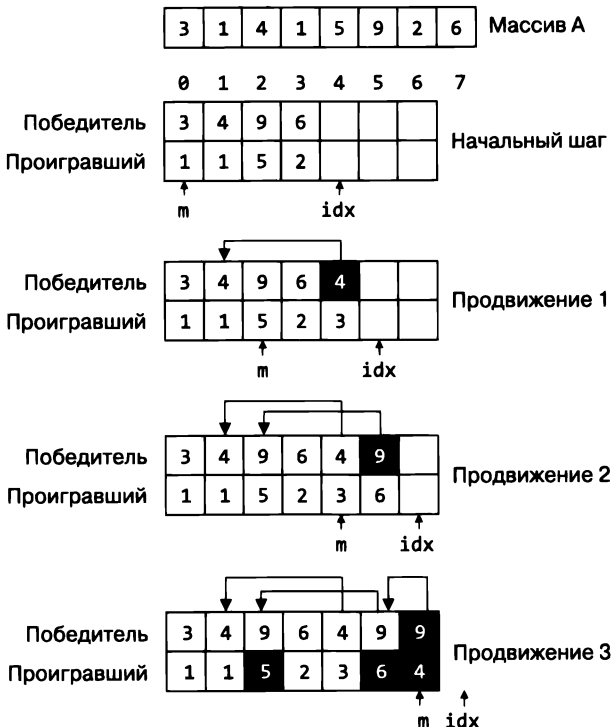 3 1 4 1 5 9 2 6 Массив A
0 1 2 3 4 5 6 7
Победитель 3 4 9 6
Начальный шаг
Проигравший 1 1 5 2
m idx
Победитель 3 4 9 6 4
Продвижение 1
Проигравший 1 1 5 2 3
m idx
Победитель 3 4 9 6 4 9
Продвижение 2
Проигравший 1 1 5 2 3 6
m idx
Победитель 3 4 9 6 4 9 9
Продвижение 3
Проигравший 1 1 5 2 3 6 4
m idx